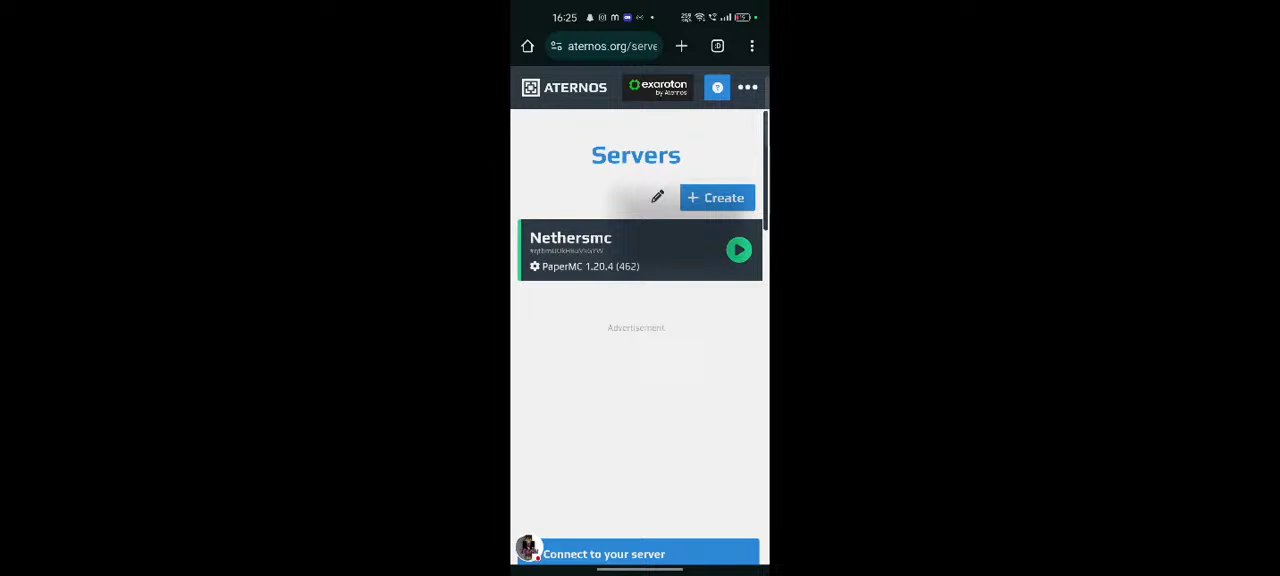 16:25
aternos.org/serve
:D
ATERNOS
exaroton
by Aternos
?
Servers
+ Create
Nethersmc
PaperMC 1.20.4 (462)
Advertisement
Connect to your server